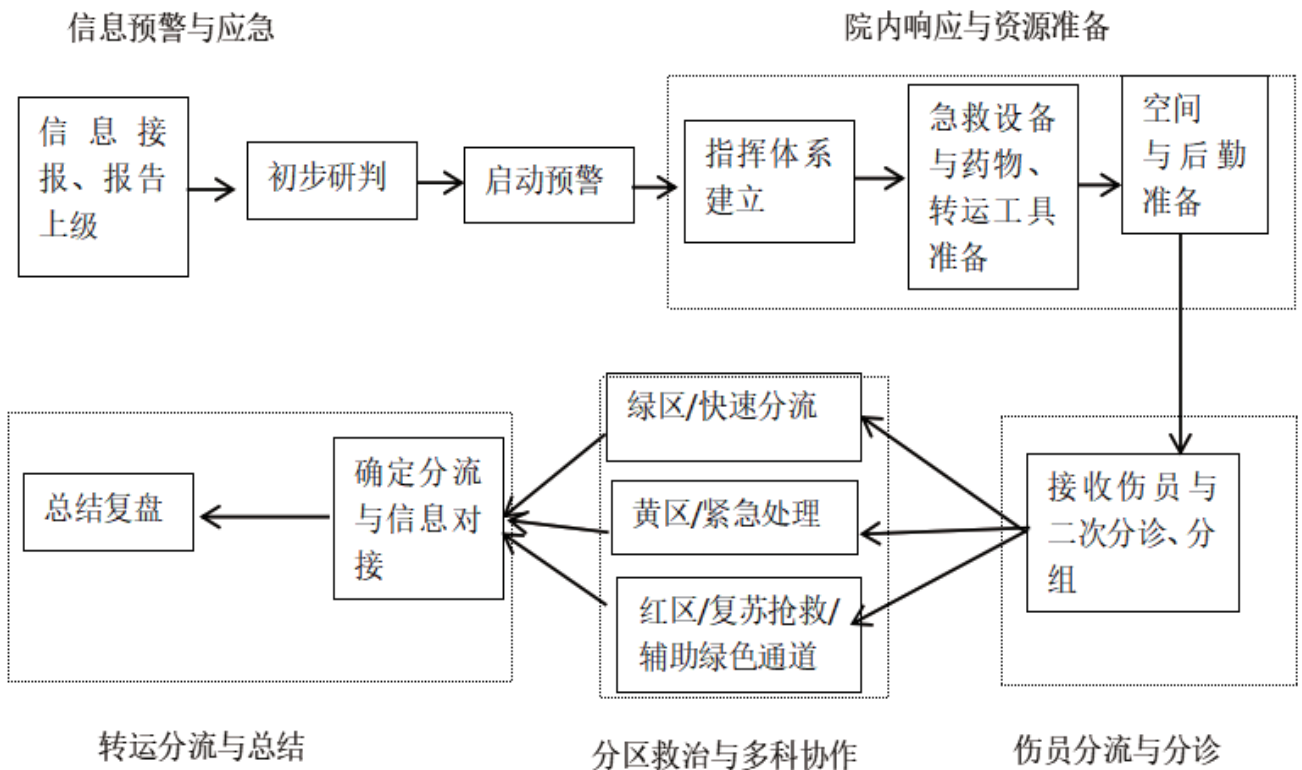 信息预警与应急
院内响应与资源准备
信息接
报、报告
上级
初步研判
启动预警
指挥体系
建立
急救设备
与药物、
转运工具
准备
空间
与后勤
准备
绿区/快速分流
黄区/紧急处理
红区/复苏抢救/
辅助绿色通道
接收伤员与
二次分诊、分
组
确定分流
与信息对
接
总结复盘
转运分流与总结
分区救治与多科协作
伤员分流与分诊